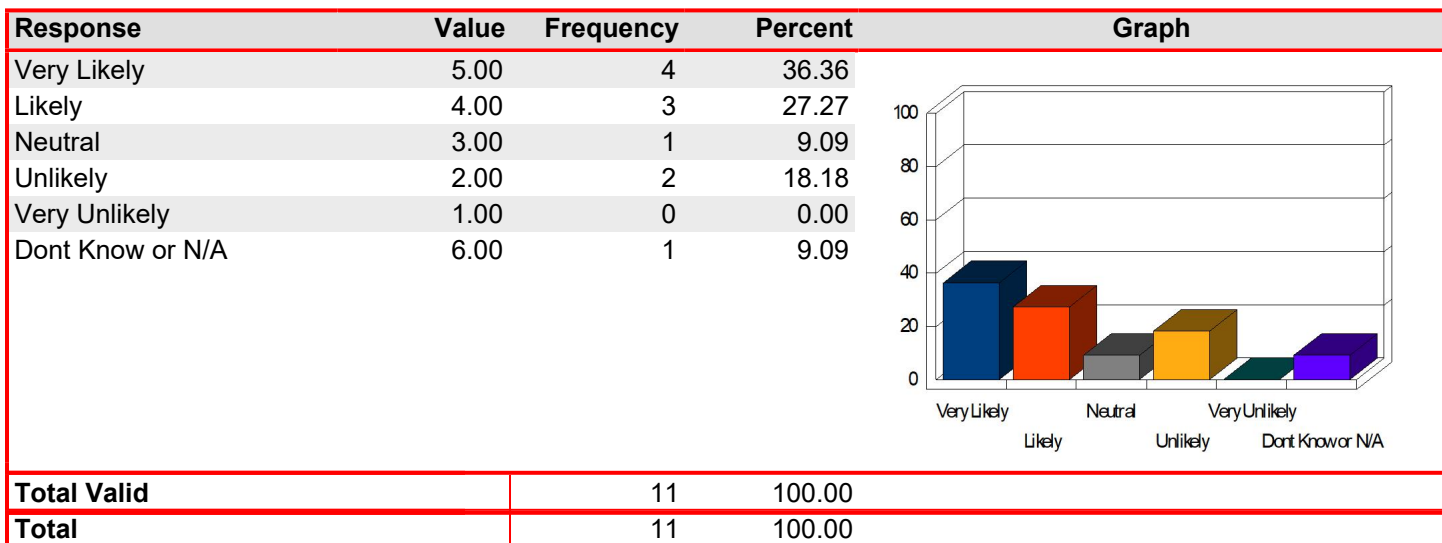 Response Value Frequency Percent Graph
Very Likely 5.00 4 36.36
Likely 4.00 3 27.27
Neutral 3.00 1 9.09
Unlikely 2.00 2 18.18
Very Unlikely 1.00 0 0.00
Dont Know or N/A 6.00 1 9.09
100
80
60
40
20
0
Very Likely Neutral Very Unlikely
Likely Unlikely Dont Know or N/A
Total Valid 11 100.00
Total 11 100.00